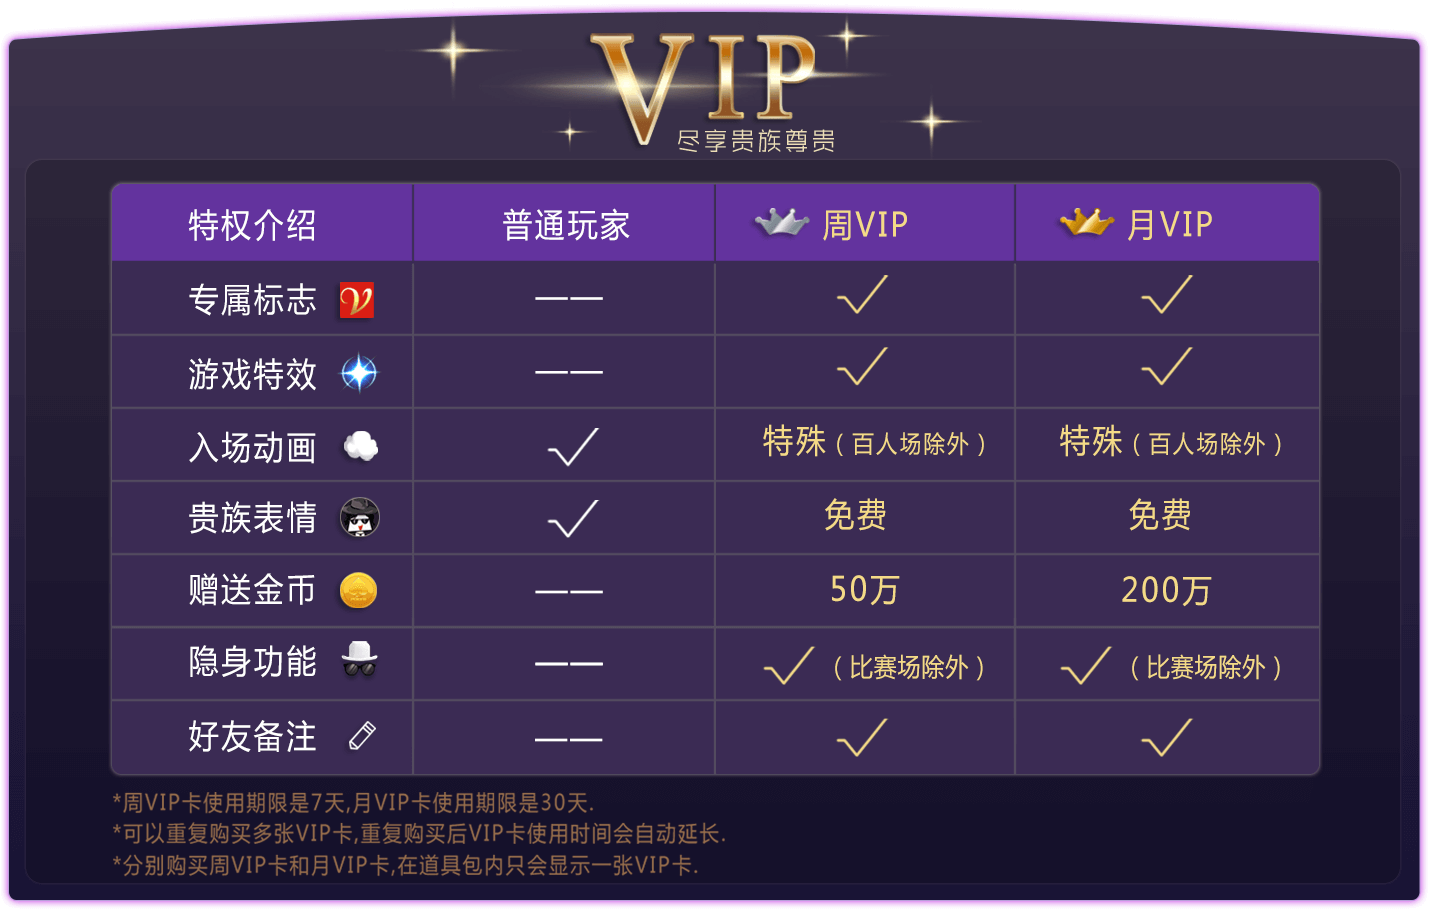 VIP
尽享贵族尊贵
特权介绍 普通玩家 周VIP 月VIP
专属标志 V —— √ √
游戏特效 —— √ √
入场动画 √ 特殊（百人场除外） 特殊（百人场除外）
贵族表情 √ 免费 免费
赠送金币 —— 50万 200万
隐身功能 —— √（比赛场除外） √（比赛场除外）
好友备注 —— √ √
*周VIP卡使用期限是7天,月VIP卡使用期限是30天.
*可以重复购买多张VIP卡,重复购买后VIP卡使用时间会自动延长.
*分别购买周VIP卡和月VIP卡,在道具包内只会显示一张VIP卡.